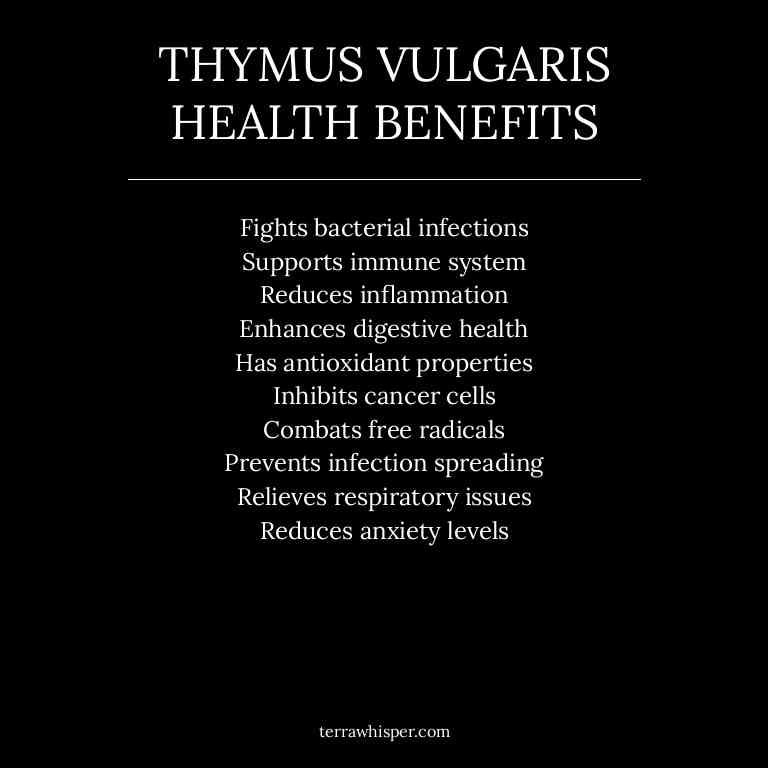 THYMUS VULGARIS
HEALTH BENEFITS
Fights bacterial infections
Supports immune system
Reduces inflammation
Enhances digestive health
Has antioxidant properties
Inhibits cancer cells
Combats free radicals
Prevents infection spreading
Relieves respiratory issues
Reduces anxiety levels
terrawhisper.com